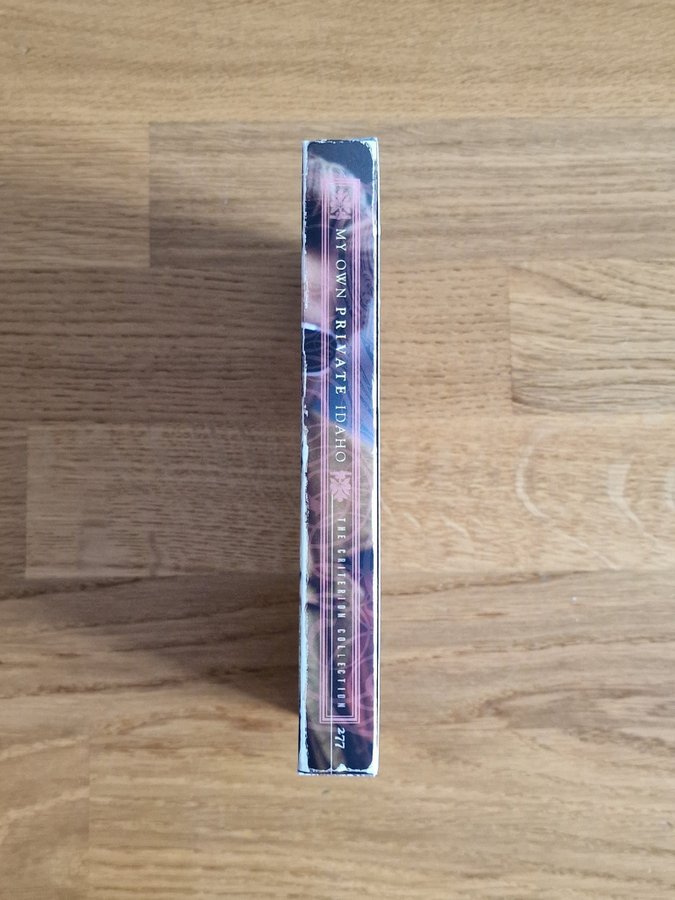 MY OWN PRIVATE IDAHO
THE CRITERION COLLECTION
277